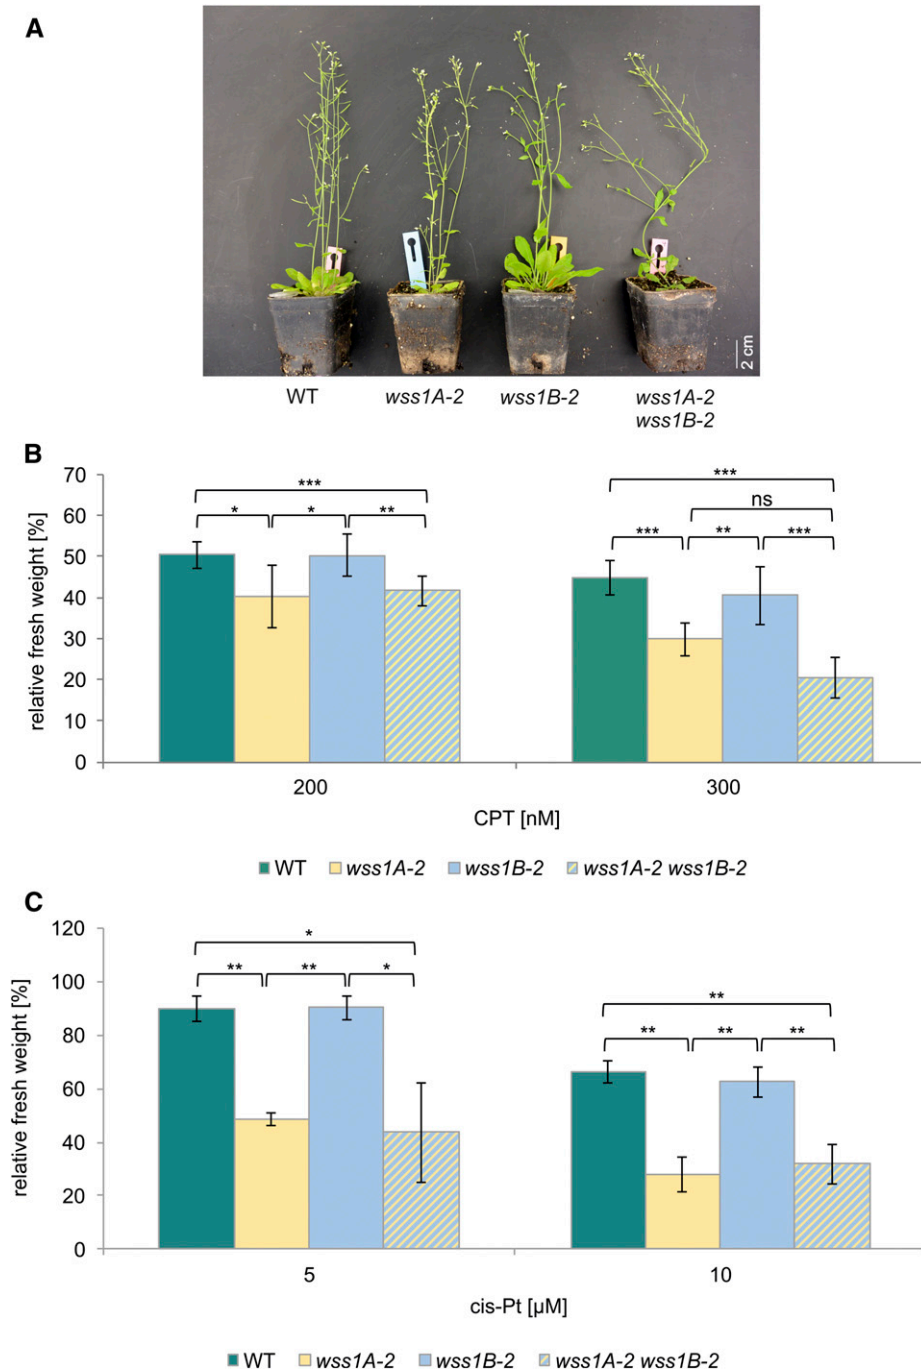 A
2 cm
WT
wss1A-2
wss1B-2
wss1A-2
wss1B-2
B
relative fresh weight [%]
70
60
50
40
30
20
10
0
***
*
*
**
***
ns
***
**
***
200
300
CPT [nM]
WT
wss1A-2
wss1B-2
wss1A-2 wss1B-2
C
relative fresh weight [%]
120
100
80
60
40
20
0
*
**
**
*
**
**
**
**
5
10
cis-Pt [µM]
WT
wss1A-2
wss1B-2
wss1A-2 wss1B-2